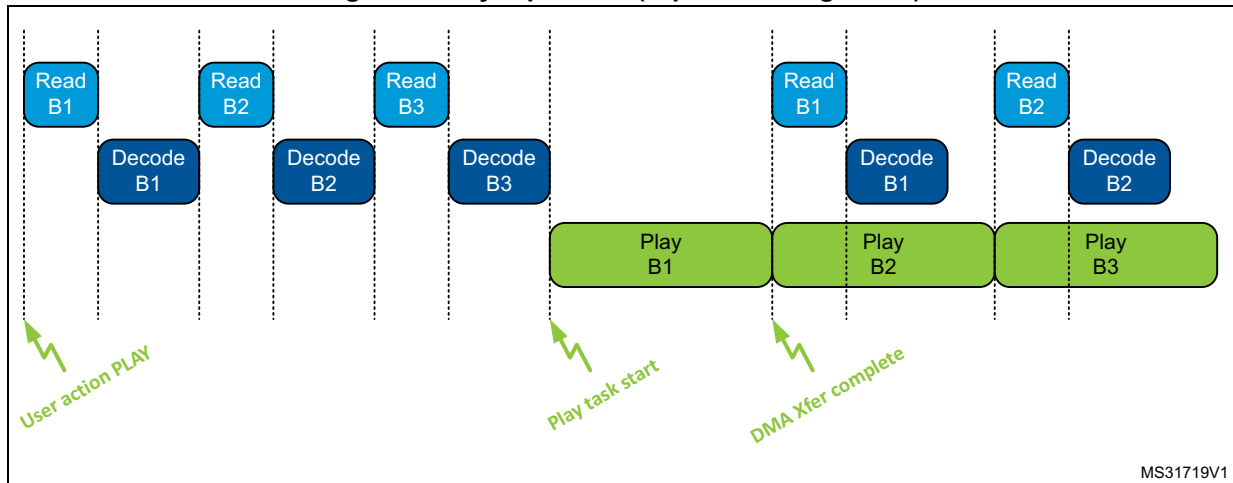 Read
B1
Read
B2
Read
B3
Read
B1
Read
B2
Decode
B1
Decode
B2
Decode
B3
Decode
B1
Decode
B2
Play
B1
Play
B2
Play
B3
User action PLAY
Play task start
DMA Xfer complete
MS31719V1